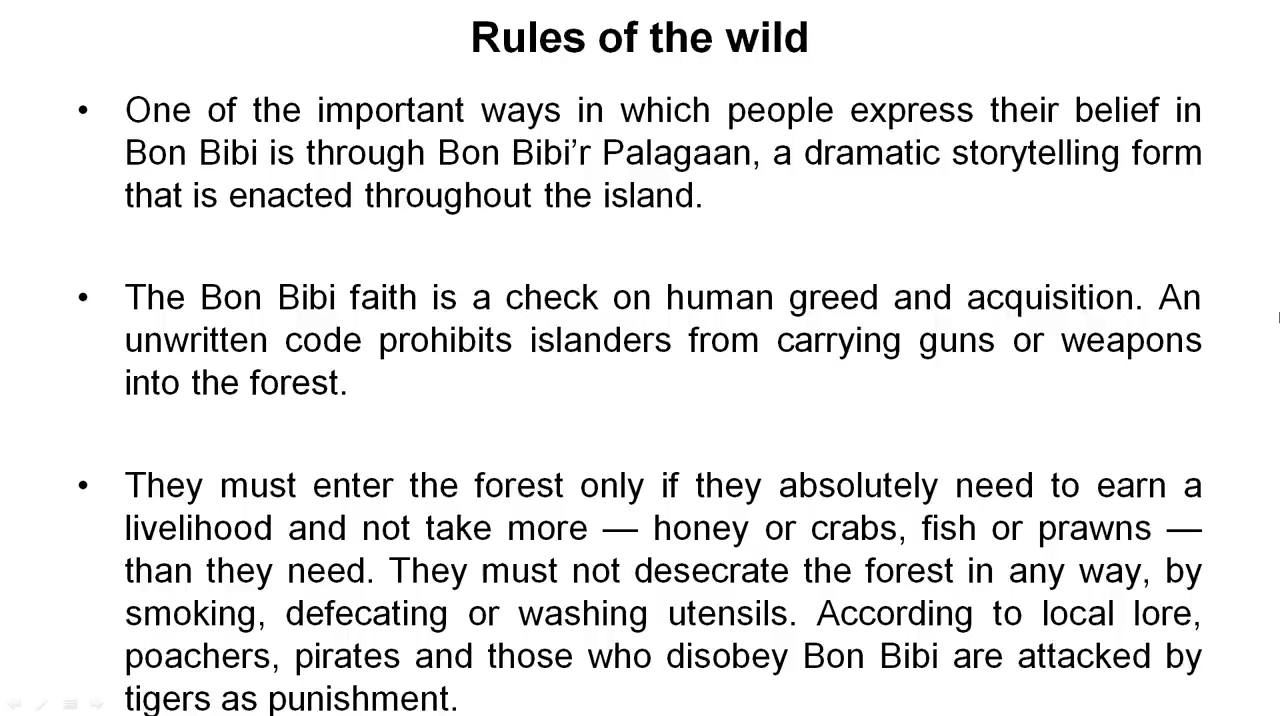 Rules of the wild
• One of the important ways in which people express their belief in
Bon Bibi is through Bon Bibi’r Palagaan, a dramatic storytelling form
that is enacted throughout the island.
• The Bon Bibi faith is a check on human greed and acquisition. An
unwritten code prohibits islanders from carrying guns or weapons
into the forest.
• They must enter the forest only if they absolutely need to earn a
livelihood and not take more — honey or crabs, fish or prawns —
than they need. They must not desecrate the forest in any way, by
smoking, defecating or washing utensils. According to local lore,
poachers, pirates and those who disobey Bon Bibi are attacked by
tigers as punishment.